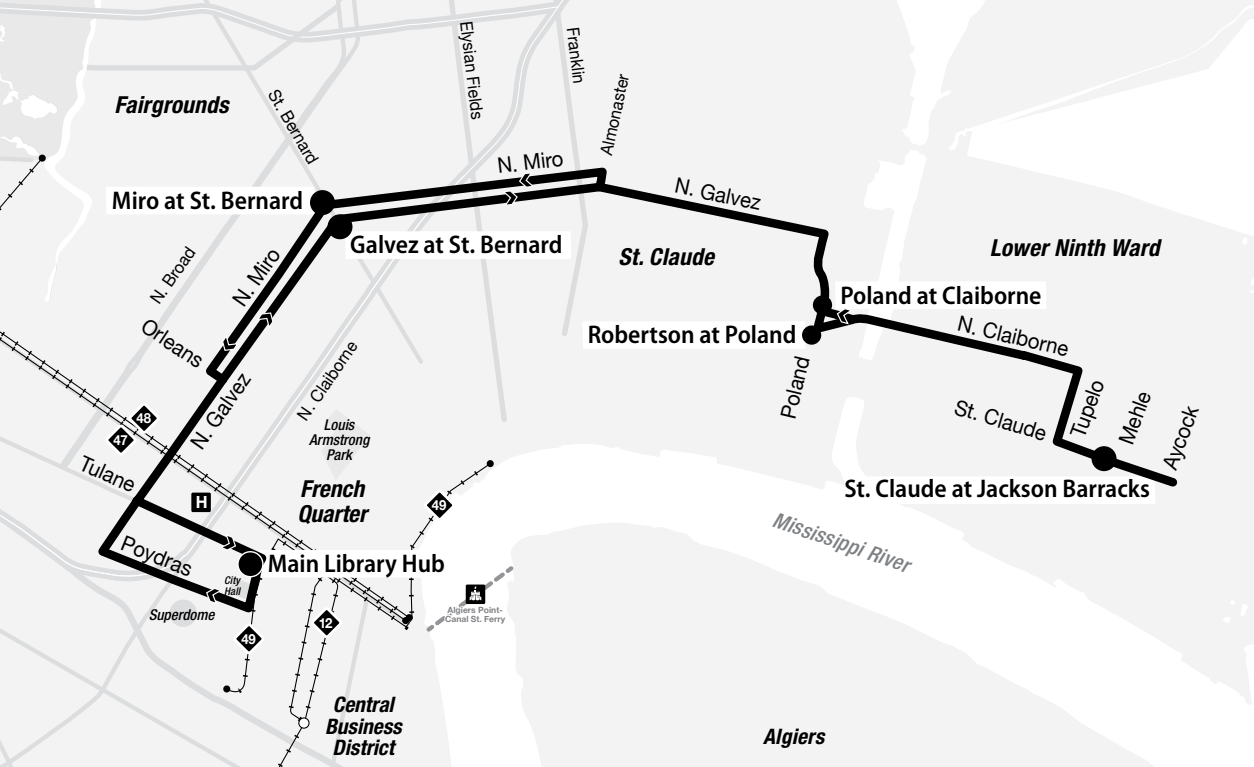 Elysian Fields
Franklin
Fairgrounds
St. Bernard
Almonaster
N. Miro
N. Galvez
Miro at St. Bernard
Galvez at St. Bernard
St. Claude
Lower Ninth Ward
N. Broad
N. Miro
Poland at Claiborne
Orleans
Robertson at Poland
N. Claiborne
N. Claiborne
Poland
N. Galvez
Tupelo
Mehle
St. Claude
Aycock
48
47
Louis
Armstrong
Park
Tulane
H
French
Quarter
49
St. Claude at Jackson Barracks
Mississippi River
Poydras
Main Library Hub
City
Hall
Superdome
Algiers Point-
Canal St. Ferry
49
12
Central
Business
District
Algiers